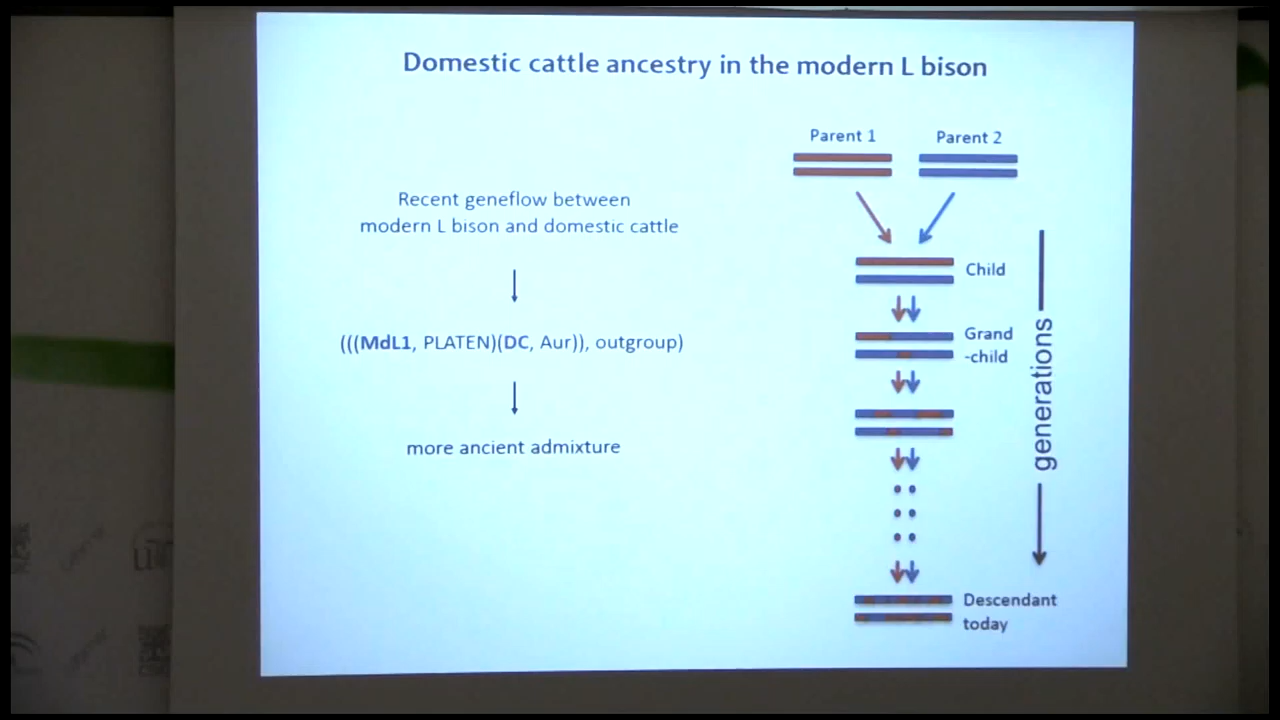 Domestic cattle ancestry in the modern L bison
Parent 1
Parent 2
Recent geneflow between
modern L bison and domestic cattle
Child
(((MdL1, PLATEN)(DC, Aur)), outgroup)
Grand
-child
generations
more ancient admixture
Descendant
today